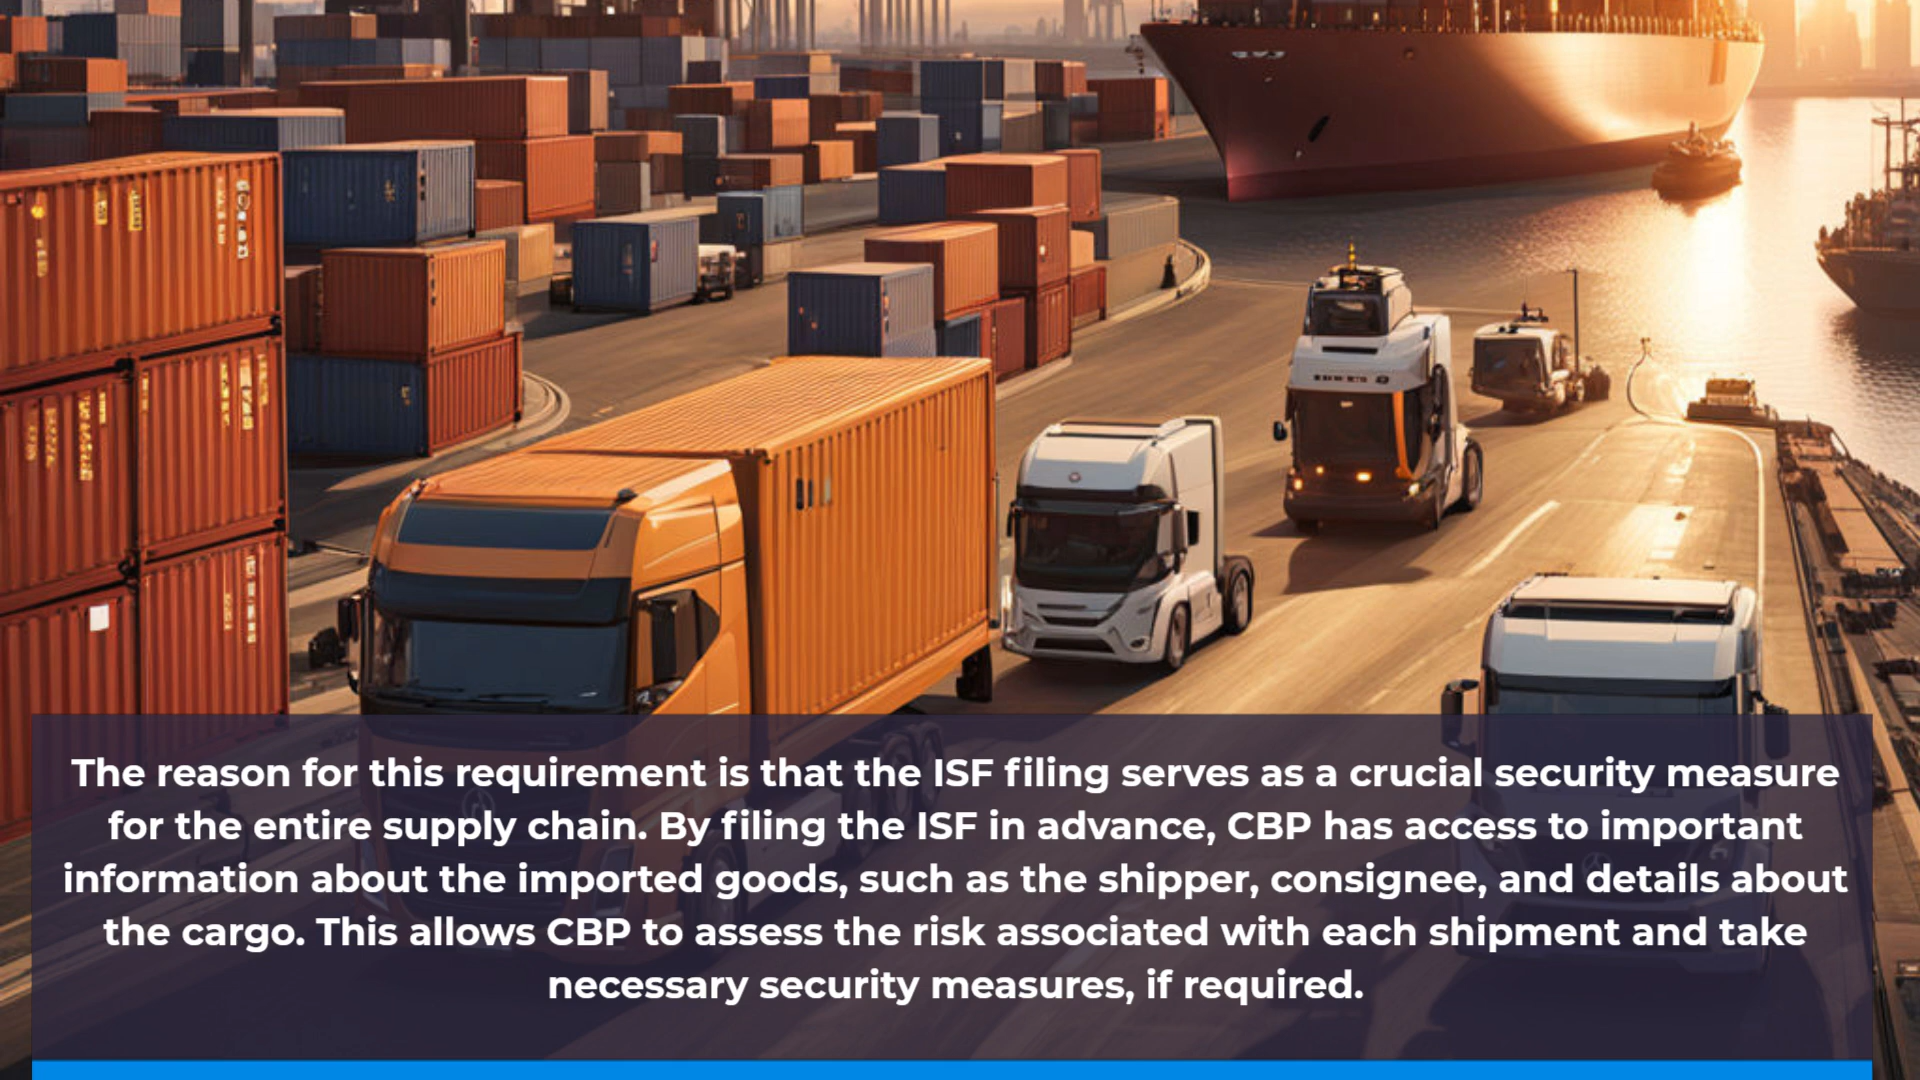 The reason for this requirement is that the ISF filing serves as a crucial security measure
for the entire supply chain. By filing the ISF in advance, CBP has access to important
information about the imported goods, such as the shipper, consignee, and details about
the cargo. This allows CBP to assess the risk associated with each shipment and take
necessary security measures, if required.